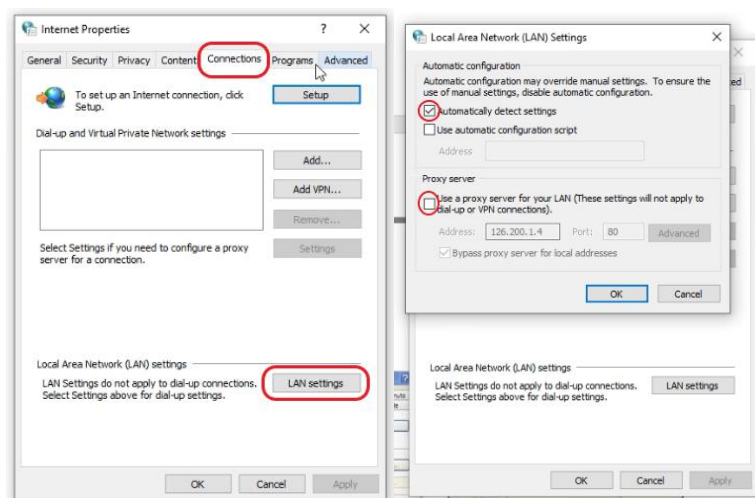 Internet Properties
?
General Security Privacy Content Connections Programs Advanced
To set up an Internet connection, click
Setup.
Setup
Dial-up and Virtual Private Network settings
Add...
Add VPN...
Remove...
Select Settings if you need to configure a proxy
server for a connection.
Settings
Local Area Network (LAN) settings
LAN Settings do not apply to dial-up connections.
Select Settings above for dial-up settings.
LAN settings
OK Cancel Apply
Local Area Network (LAN) Settings
Automatic configuration
Automatic configuration may override manual settings. To ensure the
use of manual settings, disable automatic configuration.
Automatically detect settings
Use automatic configuration script
Address
Proxy server
Use a proxy server for your LAN (These settings will not apply to
dial-up or VPN connections).
Address: 126.200.1.4 Port: 80 Advanced
Bypass proxy server for local addresses
OK Cancel
ed
Local Area Network (LAN) settings
LAN Settings do not apply to dial-up connections.
Select Settings above for dial-up settings.
LAN settings
OK Cancel Apply